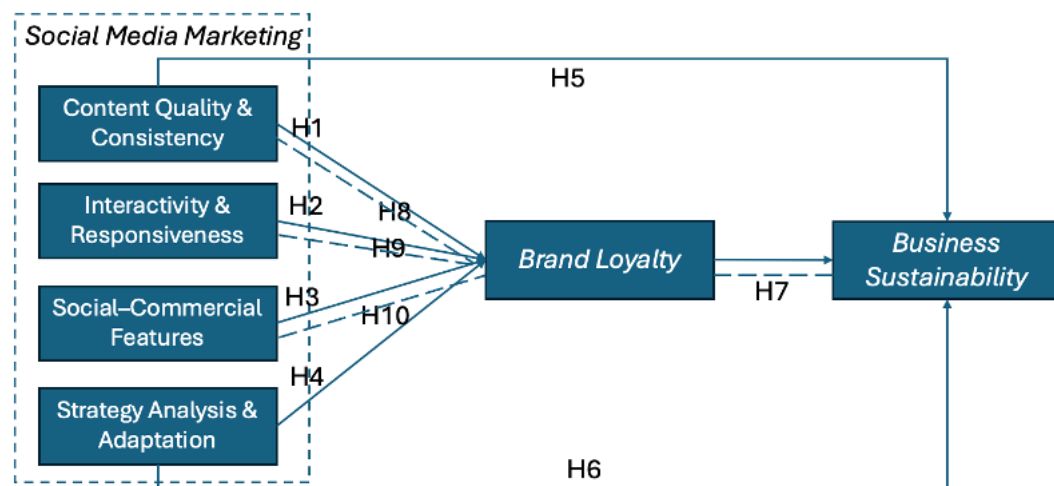 Social Media Marketing
H5
Content Quality &
Consistency
H1
Interactivity &
Responsiveness
H2
H8
H9
Brand Loyalty
Business
Sustainability
H7
Social–Commercial
Features
H3
H10
H4
Strategy Analysis &
Adaptation
H6